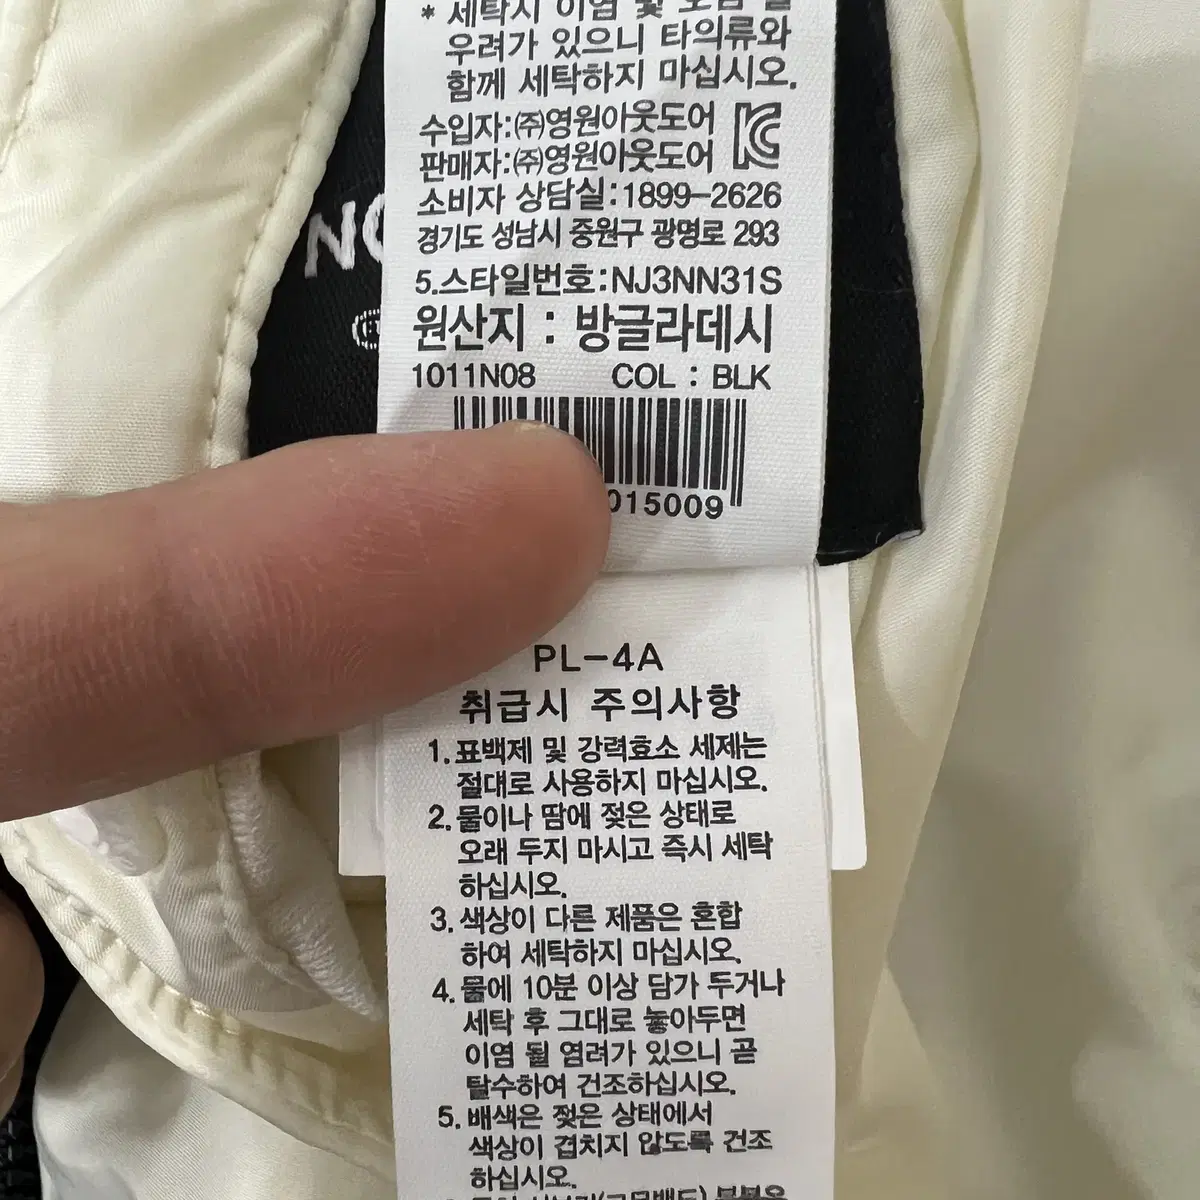 * 세탁시 이염 및 오염 될
우려가 있으니 타의류와
함께 세탁하지 마십시오.
수입자:㈜영원아웃도어
판매자:㈜영원아웃도어
소비자 상담실:1899-2626
경기도 성남시 중원구 광명로 293
5.스타일번호:NJ3NN31S
원산지 : 방글라데시
1011N08 COL : BLK
015009
PL-4A
취급시 주의사항
1.표백제 및 강력효소 세제는
절대로 사용하지 마십시오.
2.물이나 땀에 젖은 상태로
오래 두지 마시고 즉시 세탁
하십시오.
3.색상이 다른 제품은 혼합
하여 세탁하지 마십시오.
4.물에 10분 이상 담가 두거나
세탁 후 그대로 놓아두면
이염 될 염려가 있으니 곧
탈수하여 건조하십시오.
5.배색은 젖은 상태에서
색상이 겹치지 않도록 건조
하십시오.